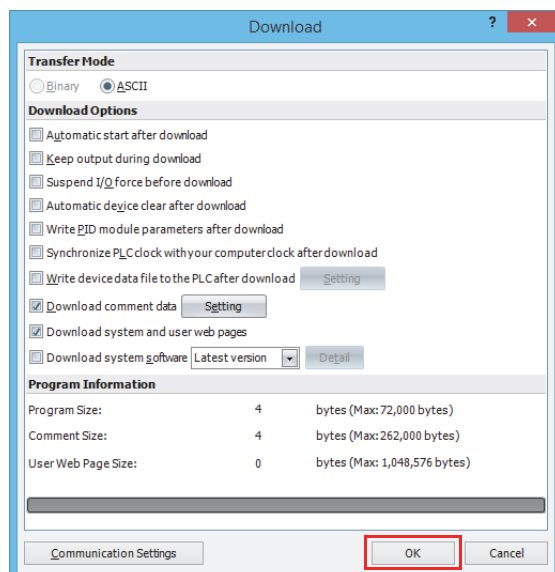 Download ? ×
Transfer Mode
Binary ASCII
Download Options
Automatic start after download
Keep output during download
Suspend I/O force before download
Automatic device clear after download
Write PID module parameters after download
Synchronize PLC clock with your computer clock after download
Write device data file to the PLC after download Setting
Download comment data Setting
Download system and user web pages
Download system software Latest version Detail
Program Information
Program Size: 4 bytes (Max: 72,000 bytes)
Comment Size: 4 bytes (Max: 262,000 bytes)
User Web Page Size: 0 bytes (Max: 1,048,576 bytes)
Communication Settings OK Cancel